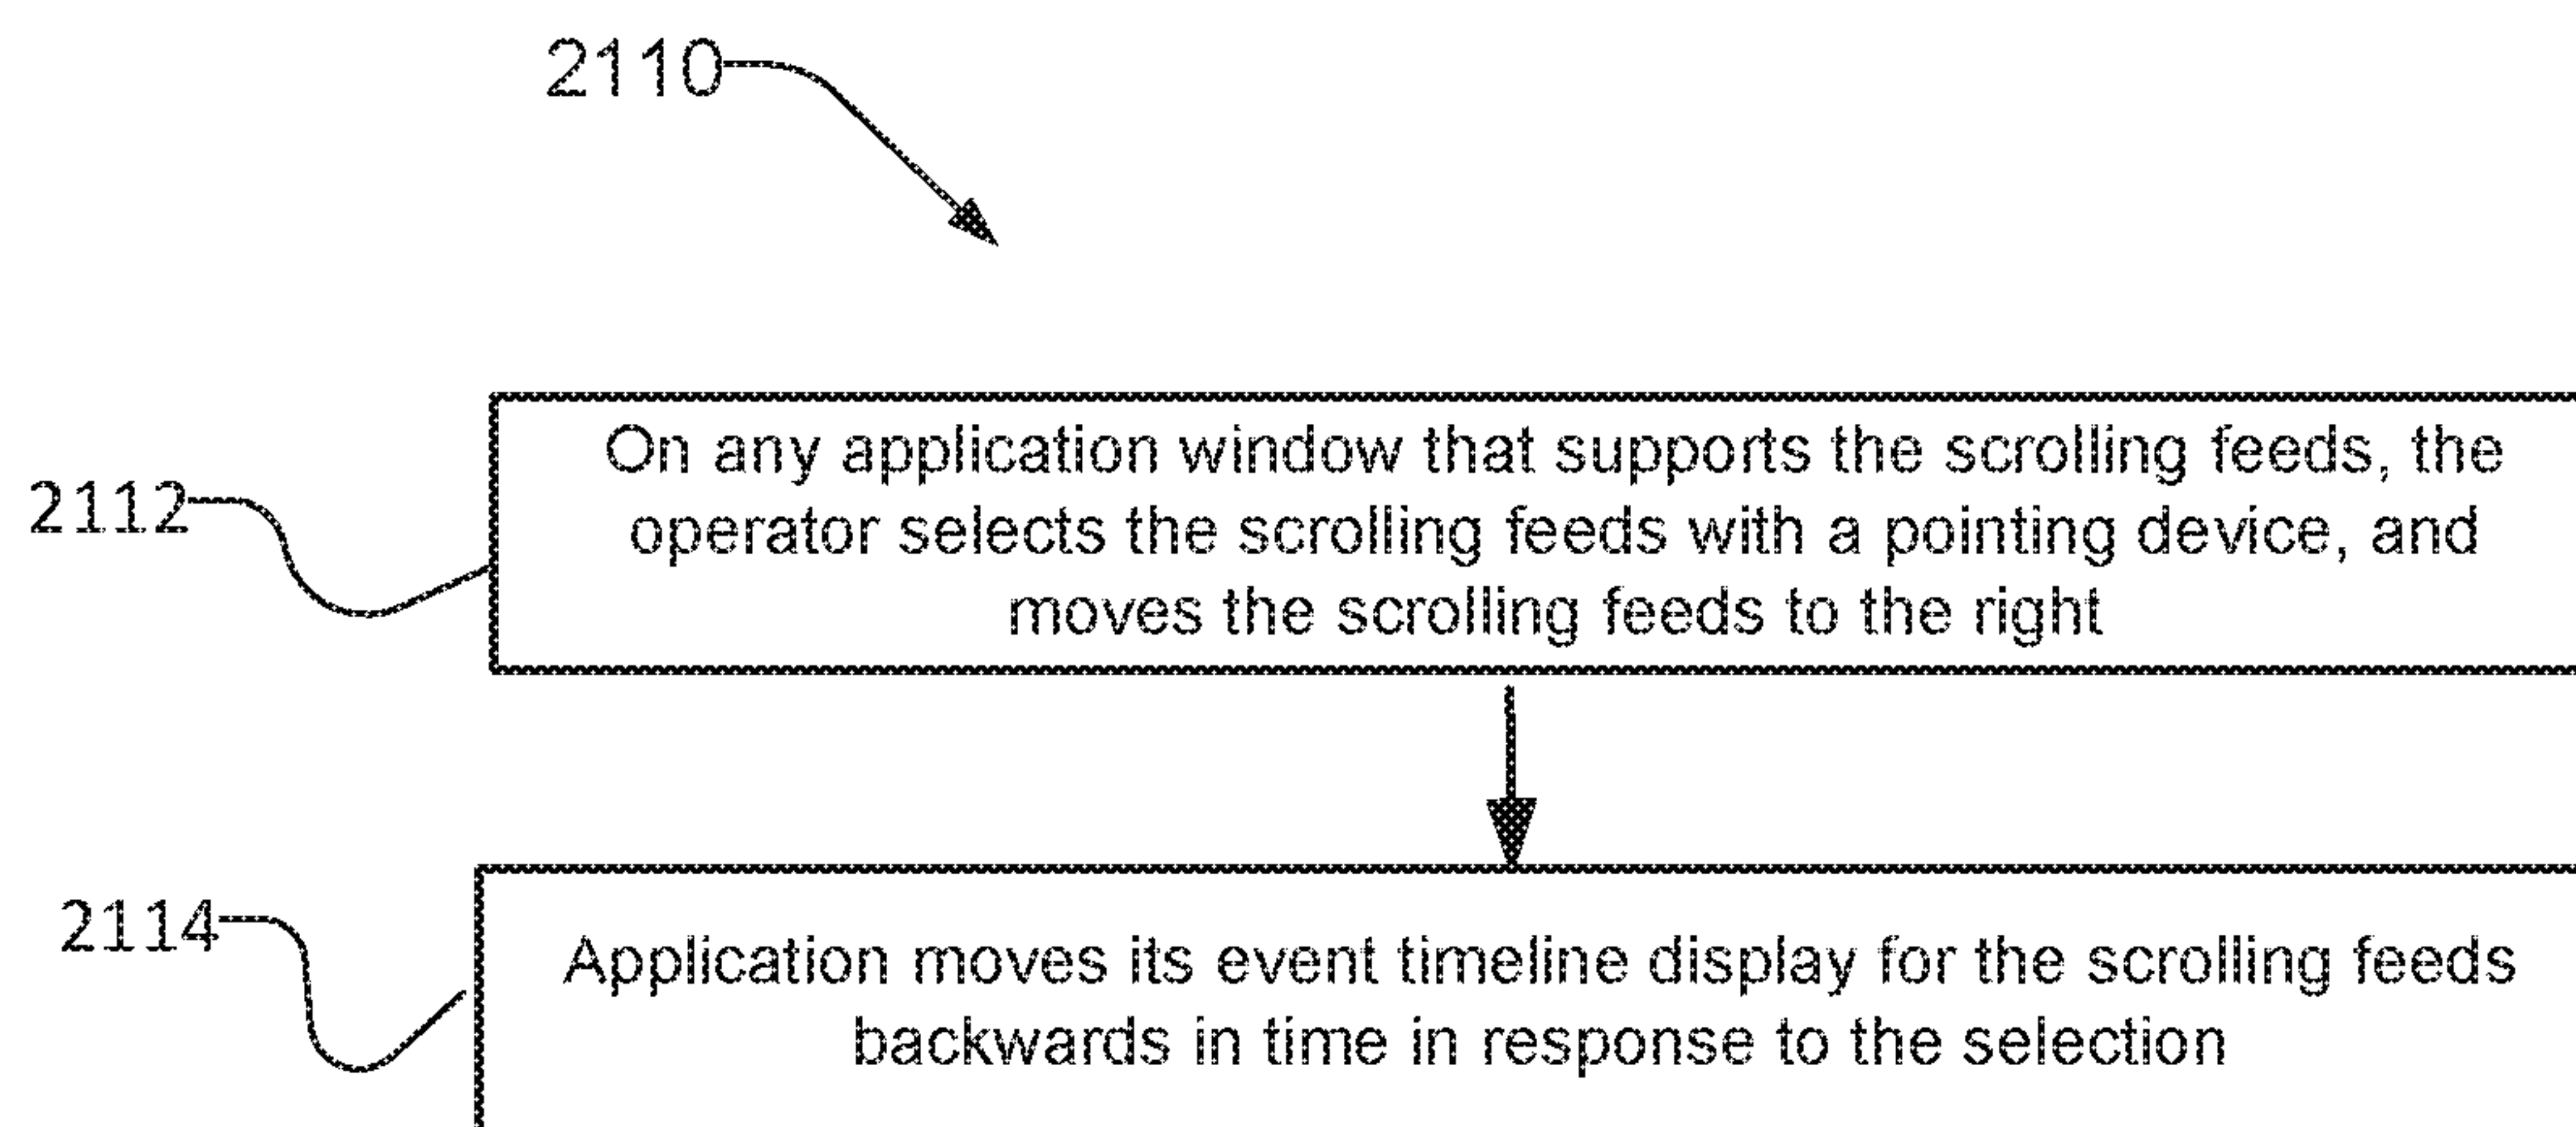 2110
2112
On any application window that supports the scrolling feeds, the
operator selects the scrolling feeds with a pointing device, and
moves the scrolling feeds to the right
2114
Application moves its event timeline display for the scrolling feeds
backwards in time in response to the selection